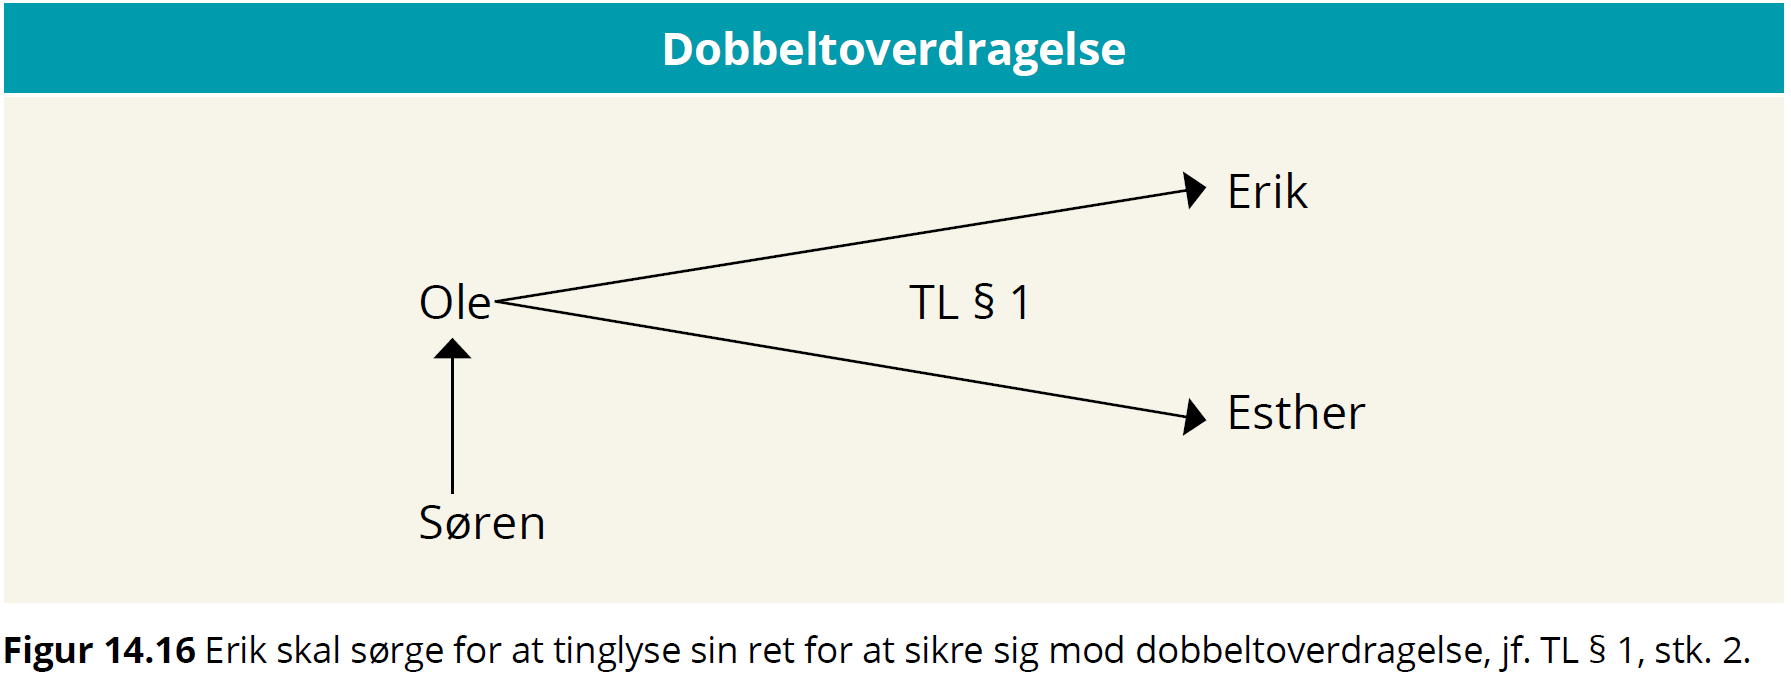 Dobbeltoverdragelse
Erik
Ole
TL § 1
Esther
Søren
Figur 14.16 Erik skal sørge for at tinglyse sin ret for at sikre sig mod dobbeltoverdragelse, jf. TL § 1, stk. 2.